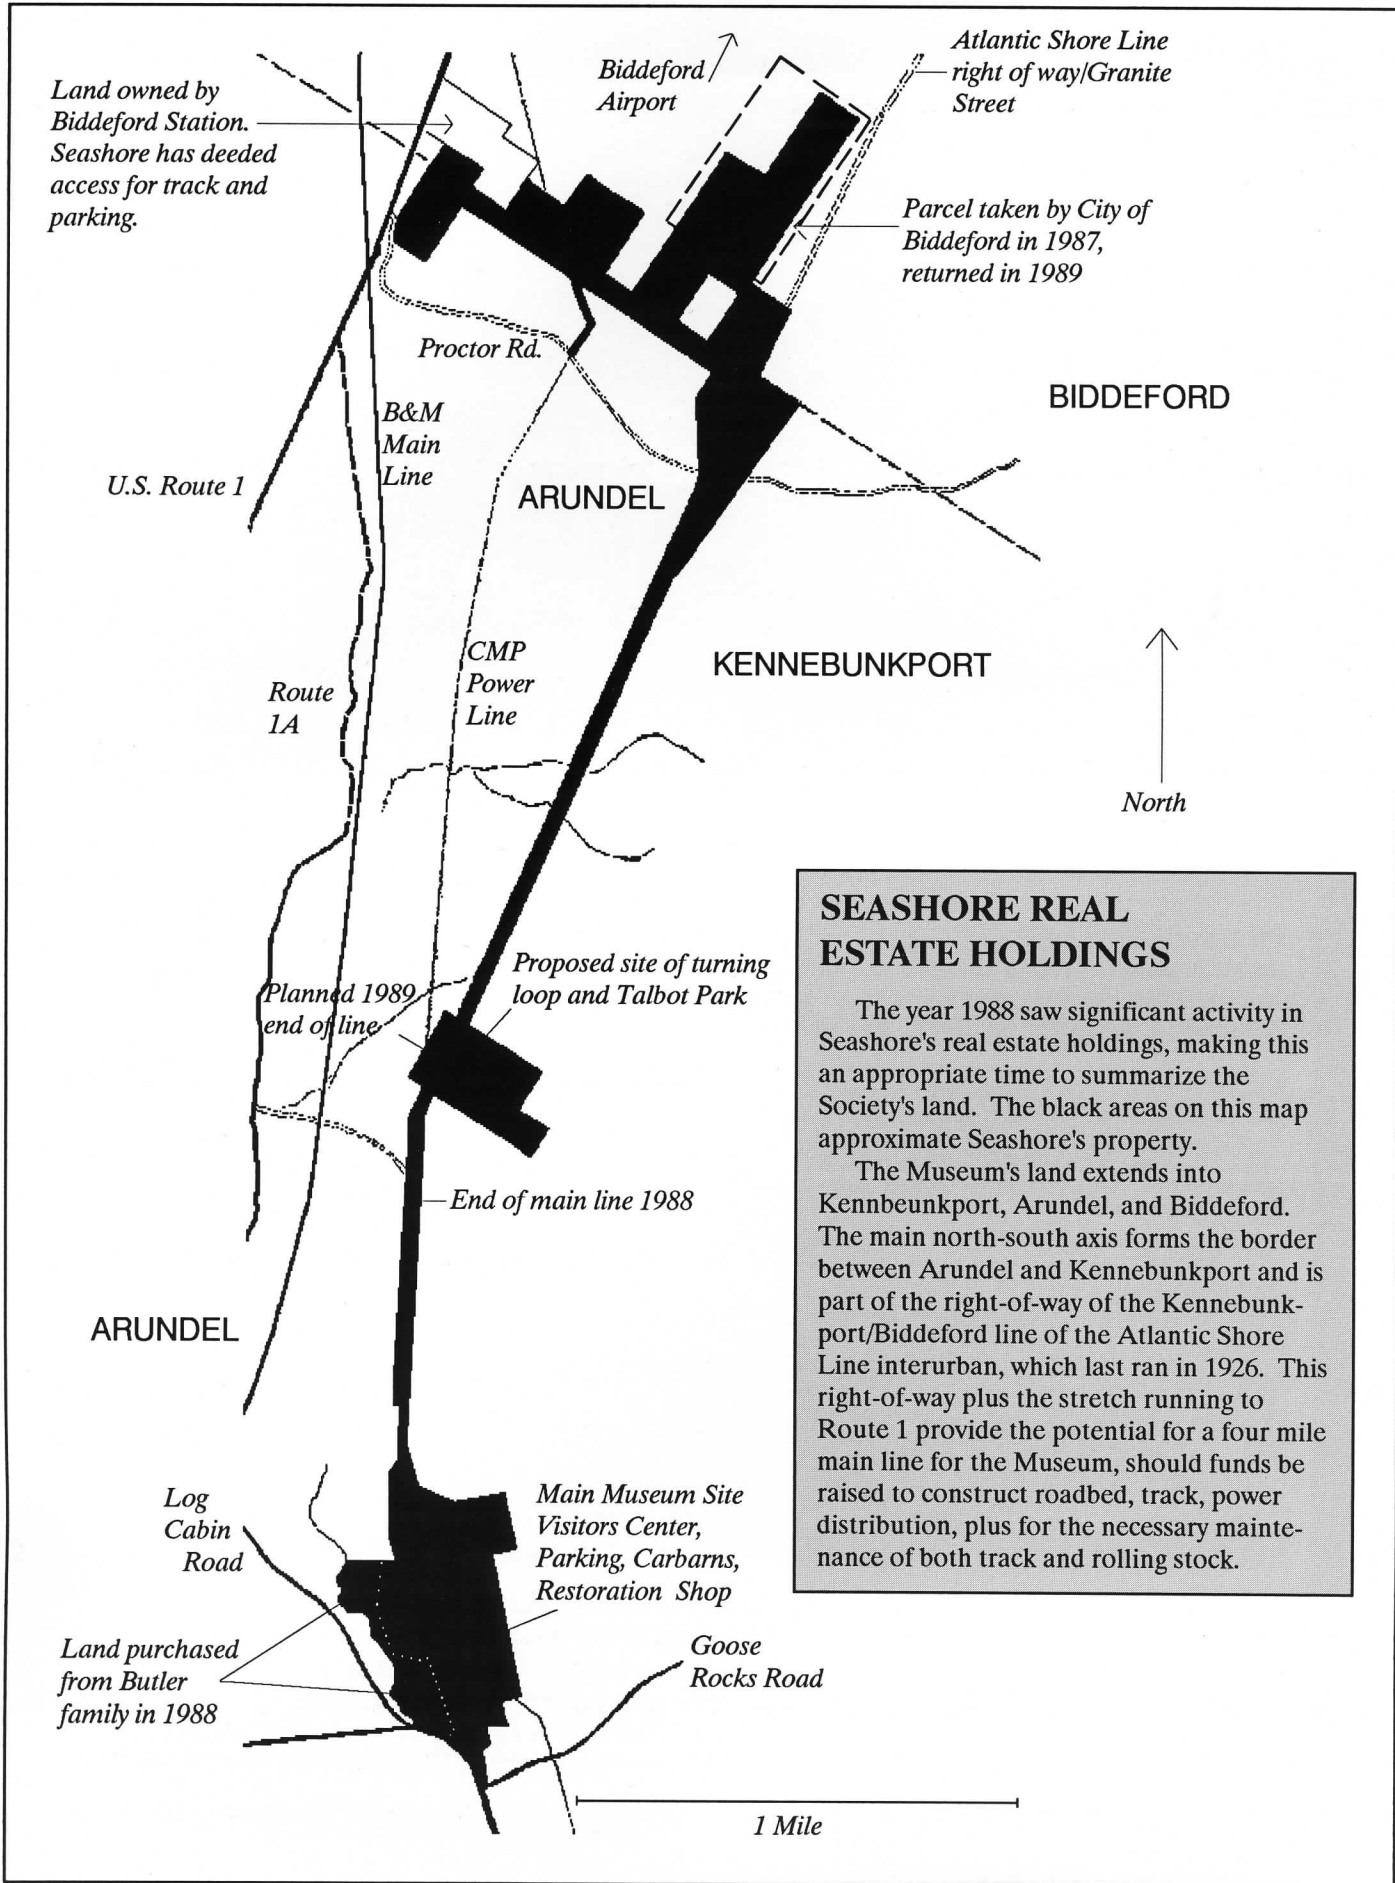 Land owned by
Biddeford Station.
Seashore has deeded
access for track and
parking.
Biddeford
Airport
Atlantic Shore Line
right of way/Granite
Street
Parcel taken by City of
Biddeford in 1987,
returned in 1989
Proctor Rd.
BIDDEFORD
B&M
Main
Line
U.S. Route 1
ARUNDEL
CMP
Power
Line
KENNEBUNKPORT
Route
1A
North
Planned 1989
end of line
Proposed site of turning
loop and Talbot Park
End of main line 1988
ARUNDEL
Log
Cabin
Road
Main Museum Site
Visitors Center,
Parking, Carbarns,
Restoration Shop
Land purchased
from Butler
family in 1988
Goose
Rocks Road
1 Mile
SEASHORE REAL
ESTATE HOLDINGS
The year 1988 saw significant activity in
Seashore's real estate holdings, making this
an appropriate time to summarize the
Society's land. The black areas on this map
approximate Seashore's property.
The Museum's land extends into
Kennbeunkport, Arundel, and Biddeford.
The main north-south axis forms the border
between Arundel and Kennebunkport and is
part of the right-of-way of the Kennebunk-
port/Biddeford line of the Atlantic Shore
Line interurban, which last ran in 1926. This
right-of-way plus the stretch running to
Route 1 provide the potential for a four mile
main line for the Museum, should funds be
raised to construct roadbed, track, power
distribution, plus for the necessary mainte-
nance of both track and rolling stock.